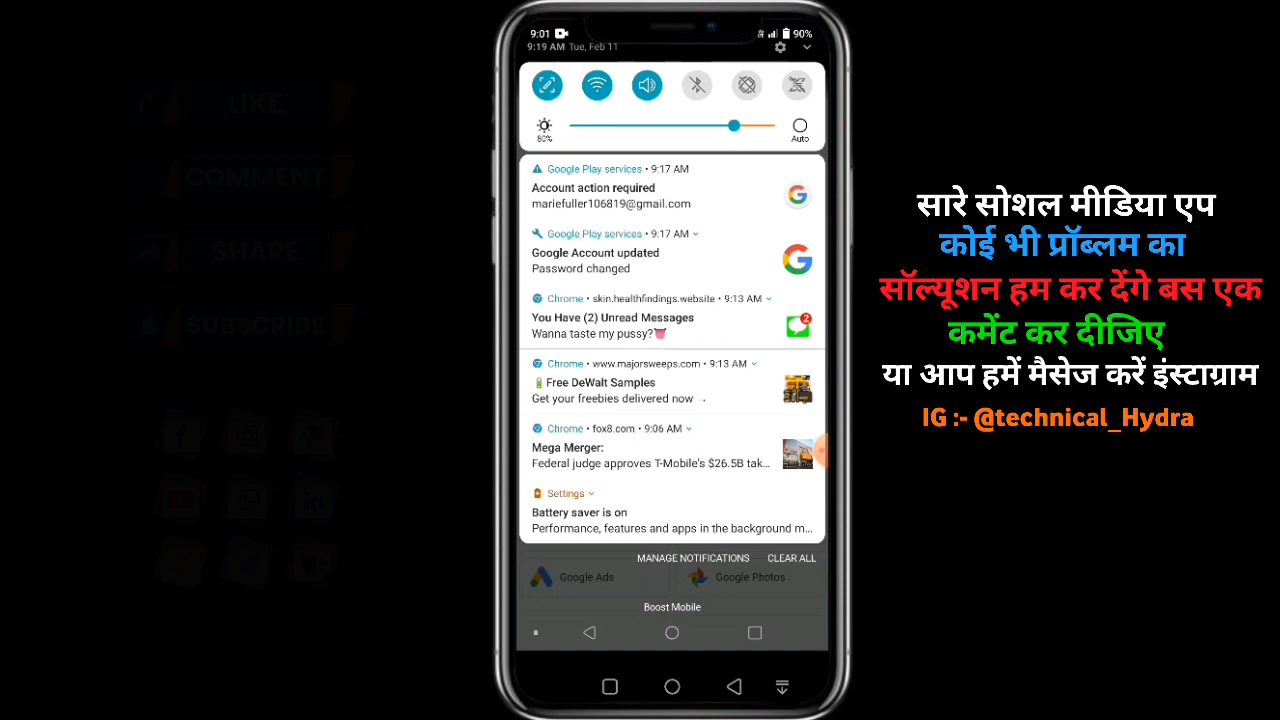 LIKE
COMMENT
SHARE
SUBSCRIBE
9:01
90%
9:19 AM Tue, Feb 11
80%
Auto
Google Play services • 9:17 AM
Account action required
mariefuller106819@gmail.com
Google Play services • 9:17 AM
Google Account updated
Password changed
Chrome • skin.healthfindings.website • 9:13 AM
You Have (2) Unread Messages
Wanna taste my pussy?👅
2
Chrome • www.majorsweeps.com • 9:13 AM
🔋Free DeWalt Samples
Get your freebies delivered now →
Chrome • fox8.com • 9:06 AM
Mega Merger:
Federal judge approves T-Mobile's $26.5B tak...
Settings
Battery saver is on
Performance, features and apps in the background m...
MANAGE NOTIFICATIONS CLEAR ALL
Google Ads
Google Photos
Boost Mobile
सारे सोशल मीडिया एप
कोई भी प्रॉब्लम का
सॉल्यूशन हम कर देंगे बस एक
कमेंट कर दीजिए
या आप हमें मैसेज करें इंस्टाग्राम
IG :- @technical_Hydra